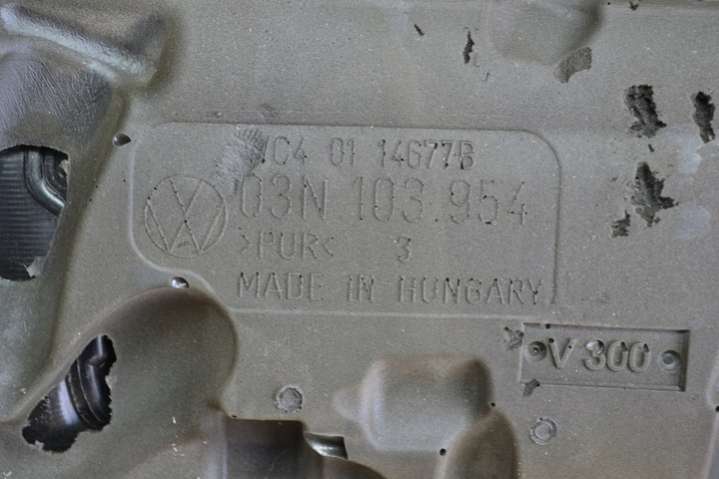 01 14677B
03N 103.954
>PUR< 3
MADE IN HUNGARY
V 300